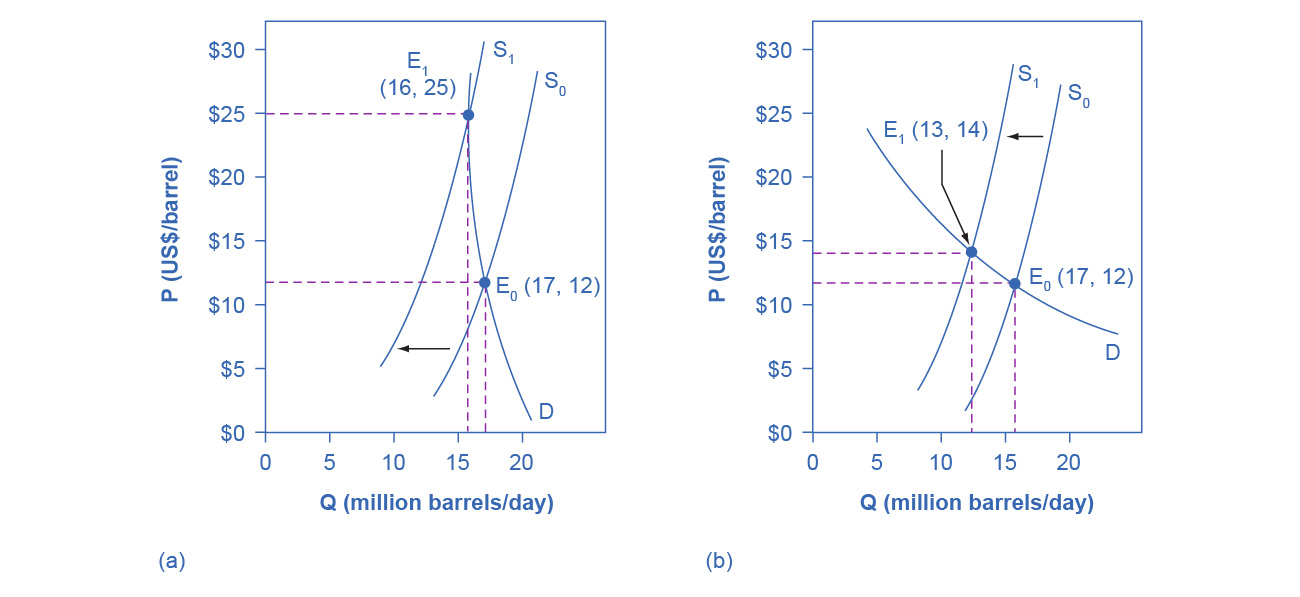 $30
$25
$20
$15
$10
$5
$0
P (US$/barrel)
E1
(16, 25)
S1
S0
E0 (17, 12)
D
0 5 10 15 20
Q (million barrels/day)
(a)
$30
$25
$20
$15
$10
$5
$0
P (US$/barrel)
S1
S0
E1 (13, 14)
E0 (17, 12)
D
0 5 10 15 20
Q (million barrels/day)
(b)